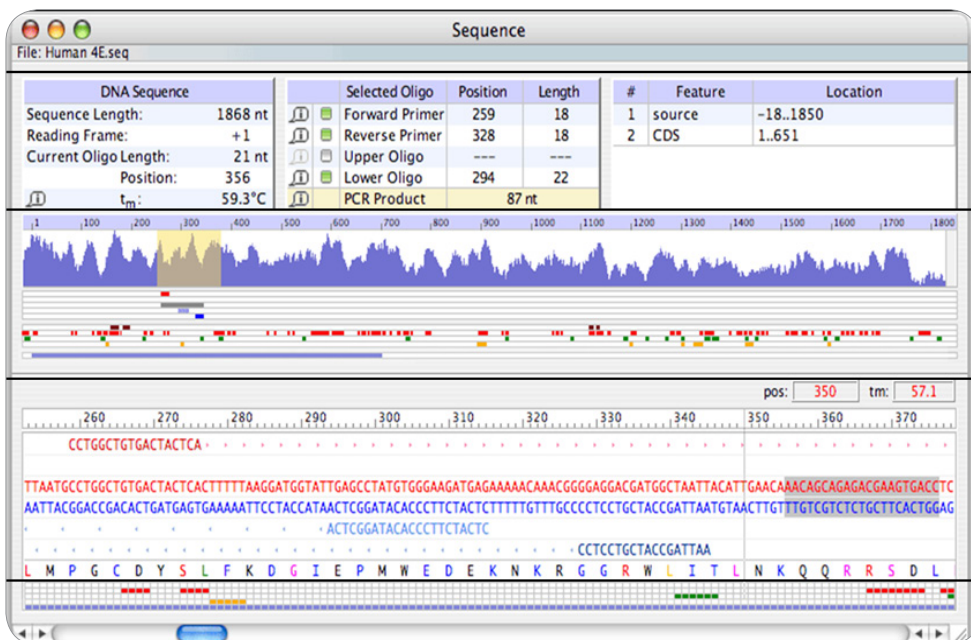 Sequence
File: Human 4E.seq
DNA Sequence
Sequence Length: 1868 nt
Reading Frame: +1
Current Oligo Length: 21 nt
Position: 356
tm: 59.3°C
Selected Oligo Position Length
Forward Primer 259 18
Reverse Primer 328 18
Upper Oligo --- ---
Lower Oligo 294 22
PCR Product 87 nt
# Feature Location
1 source -18..1850
2 CDS 1..651
1 100 200 300 400 500 600 700 800 900 1000 1100 1200 1300 1400 1500 1600 1700 1800
pos: 350 tm: 57.1
260 270 280 290 300 310 320 330 340 350 360 370
CCTGGCTGTGACTACTCA
TTAATGCCTGGCTGTGACTACTCACTTTTTAAGGATGGTATTGAGCCTATGTGGGAAGATGAGAAAAACAAACGGGGAGGACGATGGCTAATTACATTGAACAAACAGCAGAGACGAAGTGACCTC
AATTACGGACCGACACTGATGAGTGAAAAATTCCTACCATAACTCGGATACACCCTTCTACTCTTTTTGTTTGCCCCTCCTGCTACCGATTAATGTAACTTGTTTGTCGTCTCTGCTTCACTGGAG
ACTCGGATACACCCTTCTACTC
CCTCCTGCTACCGATTAA
L M P G C D Y S L F K D G I E P M W E D E K N K R G G R W L I T L N K Q Q R R S D L